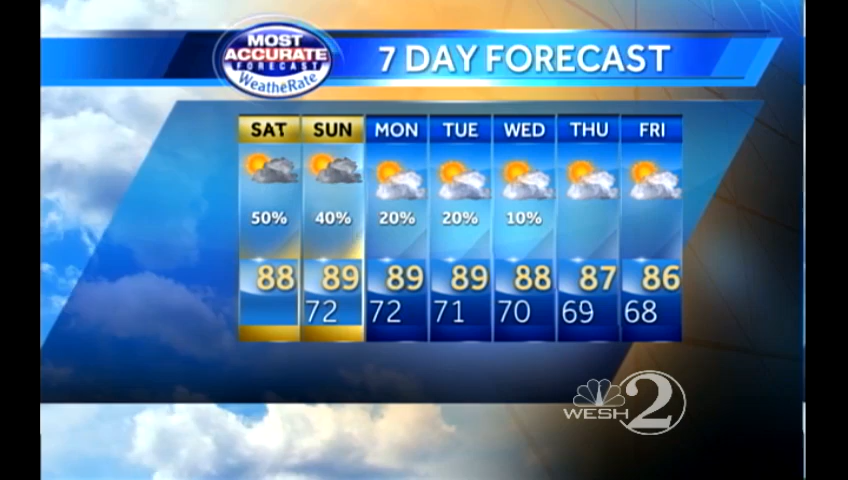 MOST
ACCURATE
FORECAST
WeatheRate
7 DAY FORECAST
SAT SUN MON TUE WED THU FRI
50% 40% 20% 20% 10%
88 89 89 89 88 87 86
72 72 71 70 69 68
WESH 2